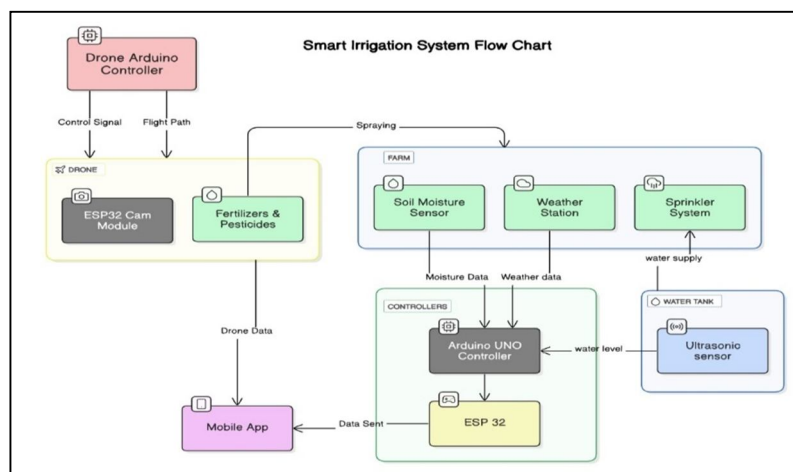 Smart Irrigation System Flow Chart
Drone Arduino
Controller
Control Signal
Flight Path
Spraying
DRONE
ESP32 Cam
Module
Fertilizers &
Pesticides
FARM
Soil Moisture
Sensor
Weather
Station
Sprinkler
System
Moisture Data
Weather data
water supply
CONTROLLERS
WATER TANK
Arduino UNO
Controller
water level
Ultrasonic
sensor
Drone Data
Mobile App
Data Sent
ESP 32